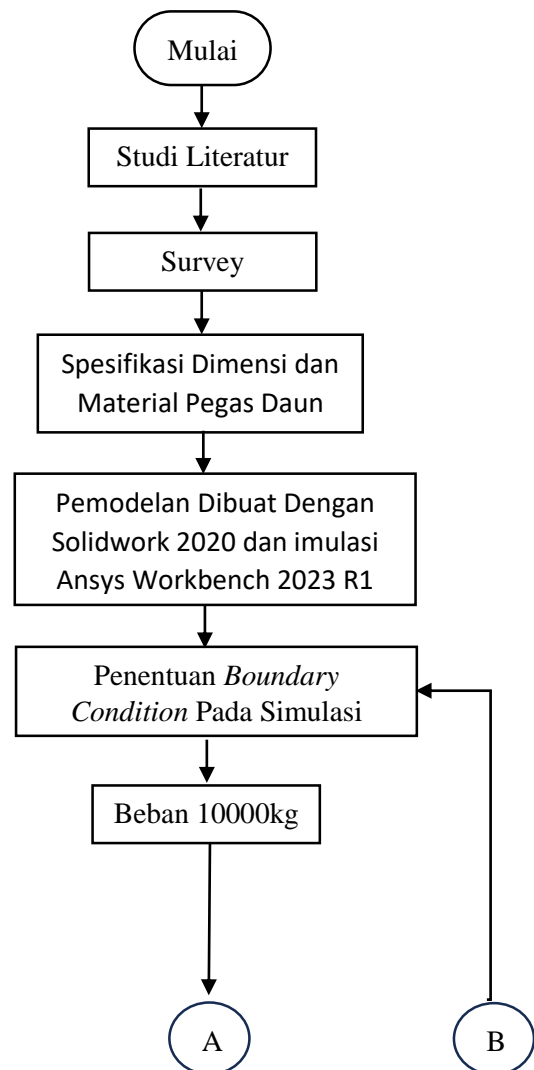 Mulai
Studi Literatur
Survey
Spesifikasi Dimensi dan
Material Pegas Daun
Pemodelan Dibuat Dengan
Solidwork 2020 dan imulasi
Ansys Workbench 2023 R1
Penentuan Boundary
Condition Pada Simulasi
Beban 10000kg
A
B